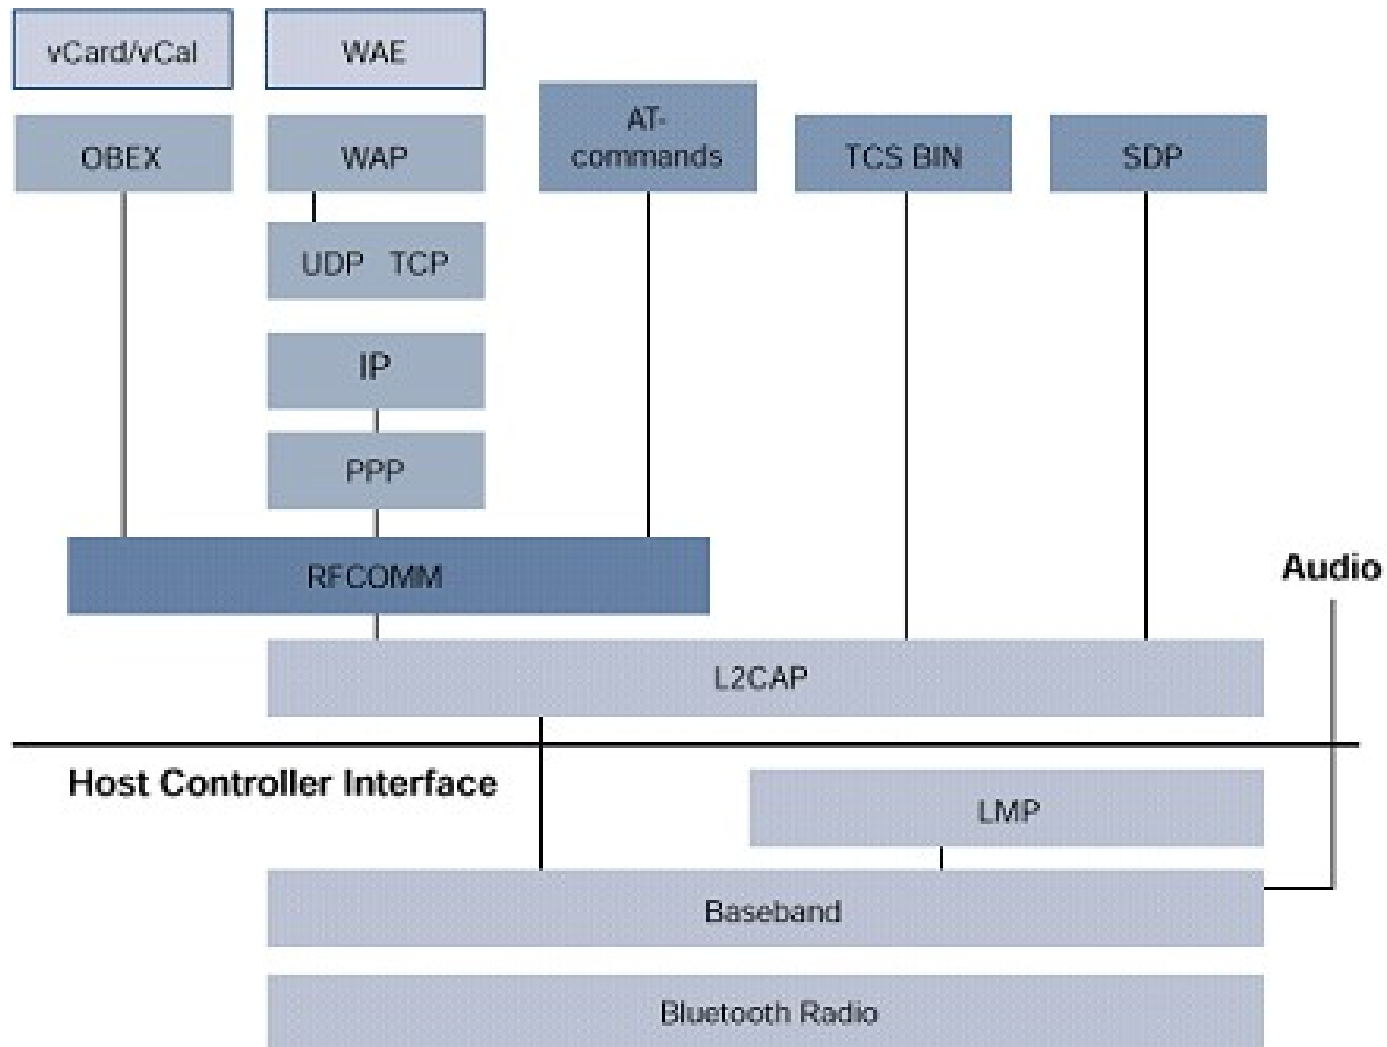 vCard/vCal
WAE
AT-
commands
OBEX
WAP
TCS BIN
SDP
UDP TCP
IP
PPP
RFCOMM
Audio
L2CAP
Host Controller Interface
LMP
Baseband
Bluetooth Radio